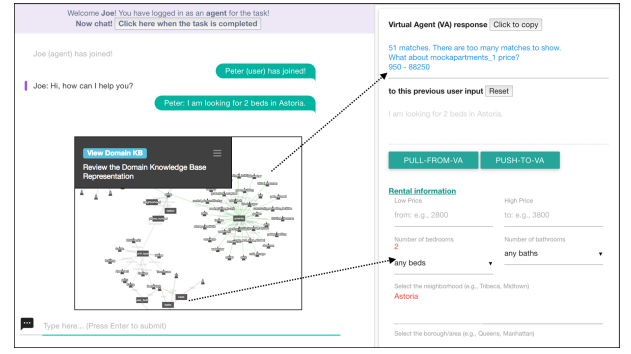 Welcome Joe! You have logged in as an agent for the task!
Now chat! Click here when the task is completed
Joe (agent) has joined!
Peter (user) has joined!
Joe: Hi, how can I help you?
Peter: I am looking for 2 beds in Astoria.
View Domain KB
Review the Domain Knowledge Base
Representation
Type here... (Press Enter to submit)
Virtual Agent (VA) response Click to copy
51 matches. There are too many matches to show.
What about mockapartments_1 price?
950 - 88250
to this previous user input Reset
I am looking for 2 beds in Astoria.
PULL-FROM-VA PUSH-TO-VA
Rental information
Low Price High Price
from: e.g., 2800 to: e.g., 3800
Number of bedrooms Number of bathrooms
2
any beds any baths
Select the neighborhood (e.g., Tribeca, Midtown)
Astoria
Select the borough/area (e.g., Queens, Manhattan)